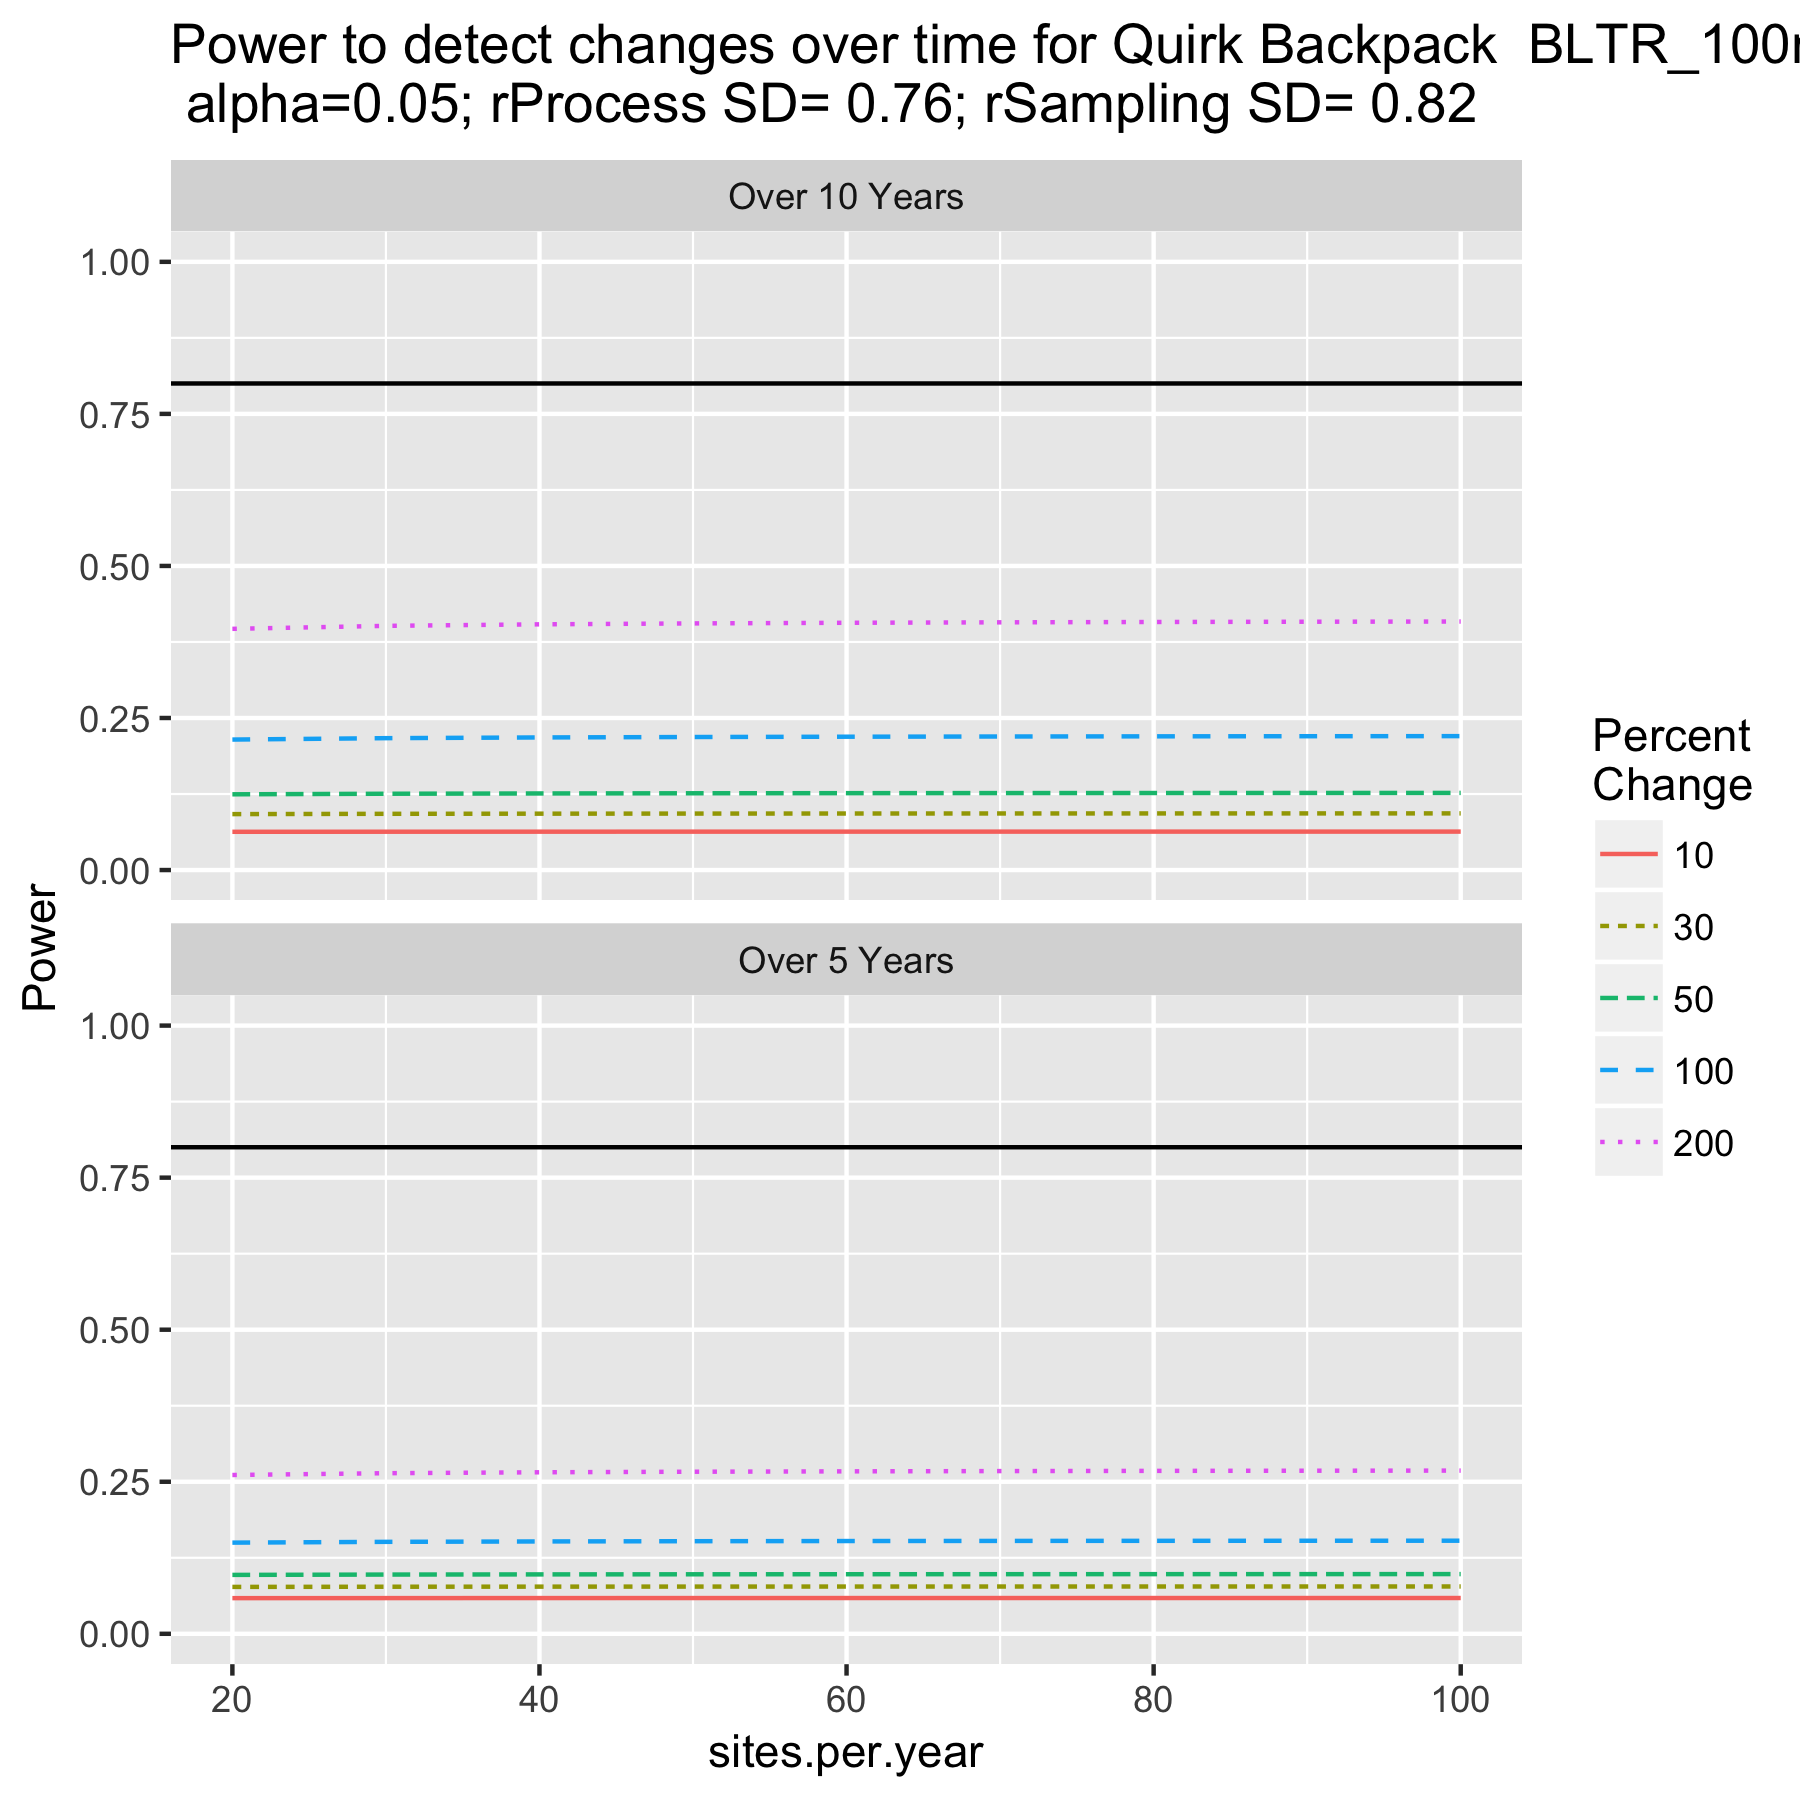 Power to detect changes over time for Quirk Backpack  BLTR_100
alpha=0.05; rProcess SD= 0.76; rSampling SD= 0.82
Over 10 Years
1.00
0.75
0.50
0.25
0.00
Over 5 Years
1.00
0.75
0.50
0.25
0.00
Power
20 40 60 80 100
sites.per.year
Percent
Change
10
30
50
100
200